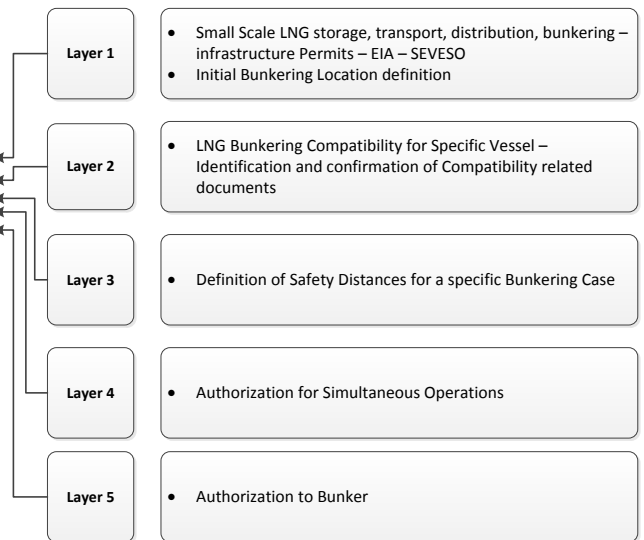 Layer 1
• Small Scale LNG storage, transport, distribution, bunkering –
infrastructure Permits – EIA – SEVESO
• Initial Bunkering Location definition
Layer 2
• LNG Bunkering Compatibility for Specific Vessel –
Identification and confirmation of Compatibility related
documents
Layer 3
• Definition of Safety Distances for a specific Bunkering Case
Layer 4
• Authorization for Simultaneous Operations
Layer 5
• Authorization to Bunker